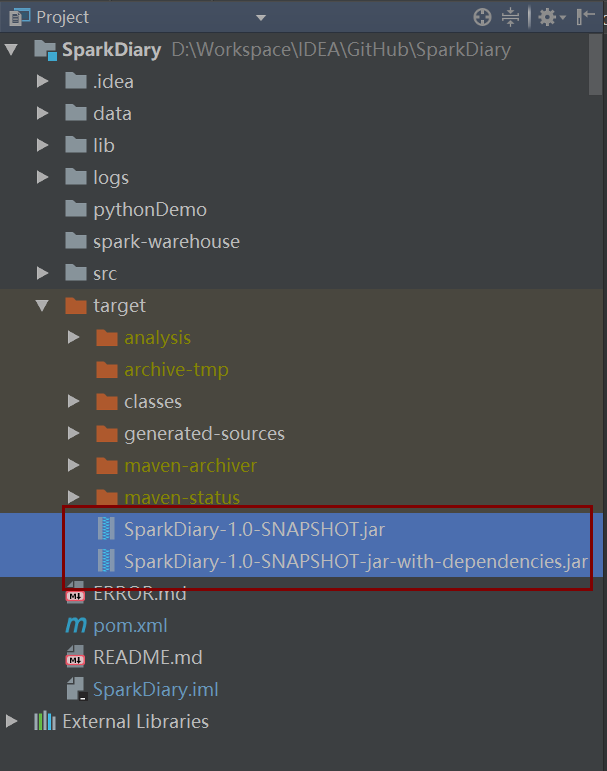 Project
SparkDiary D:\Workspace\IDEA\GitHub\SparkDiary
.idea
data
lib
logs
pythonDemo
spark-warehouse
src
target
analysis
archive-tmp
classes
generated-sources
maven-archiver
maven-status
SparkDiary-1.0-SNAPSHOT.jar
SparkDiary-1.0-SNAPSHOT-jar-with-dependencies.jar
ERROR.md
pom.xml
README.md
SparkDiary.iml
External Libraries